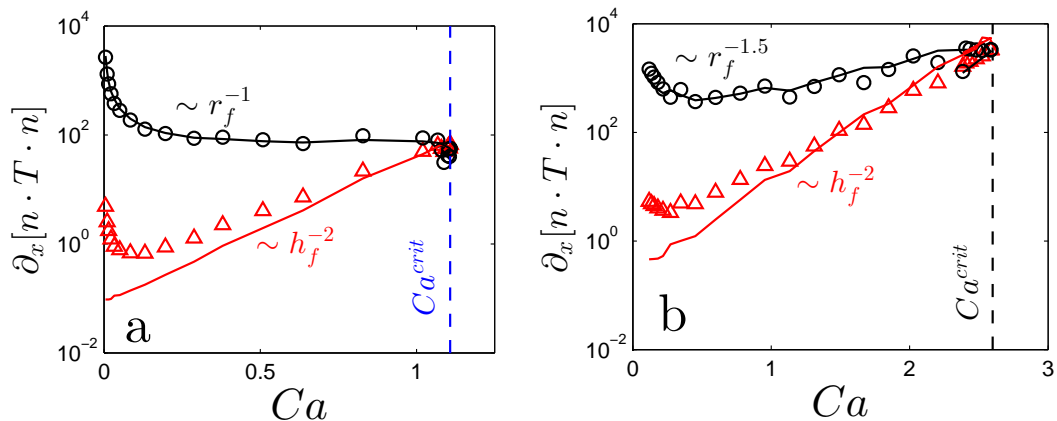 10^4
10^2
10^0
10^{-2}
∂_x[n · T · n]
∼ r_f^{-1}
∼ h_f^{-2}
Ca^{crit}
a
0
0.5
1
Ca
10^4
10^2
10^0
10^{-2}
∂_x[n · T · n]
∼ r_f^{-1.5}
∼ h_f^{-2}
Ca^{crit}
b
0
1
2
3
Ca